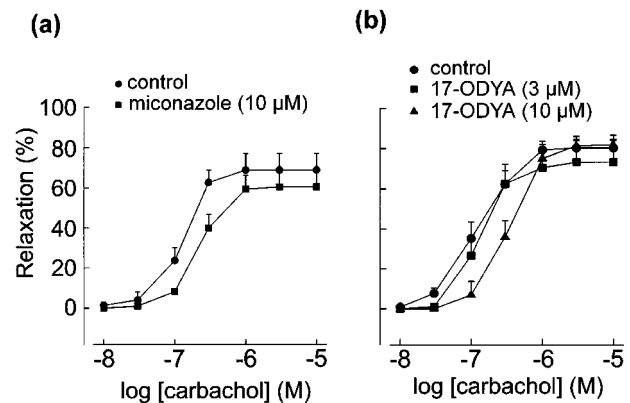 (a)
control
miconazole (10 µM)
Relaxation (%)
100
80
60
40
20
0
-8 -7 -6 -5
log [carbachol] (M)
(b)
control
17-ODYA (3 µM)
17-ODYA (10 µM)
-8 -7 -6 -5
log [carbachol] (M)